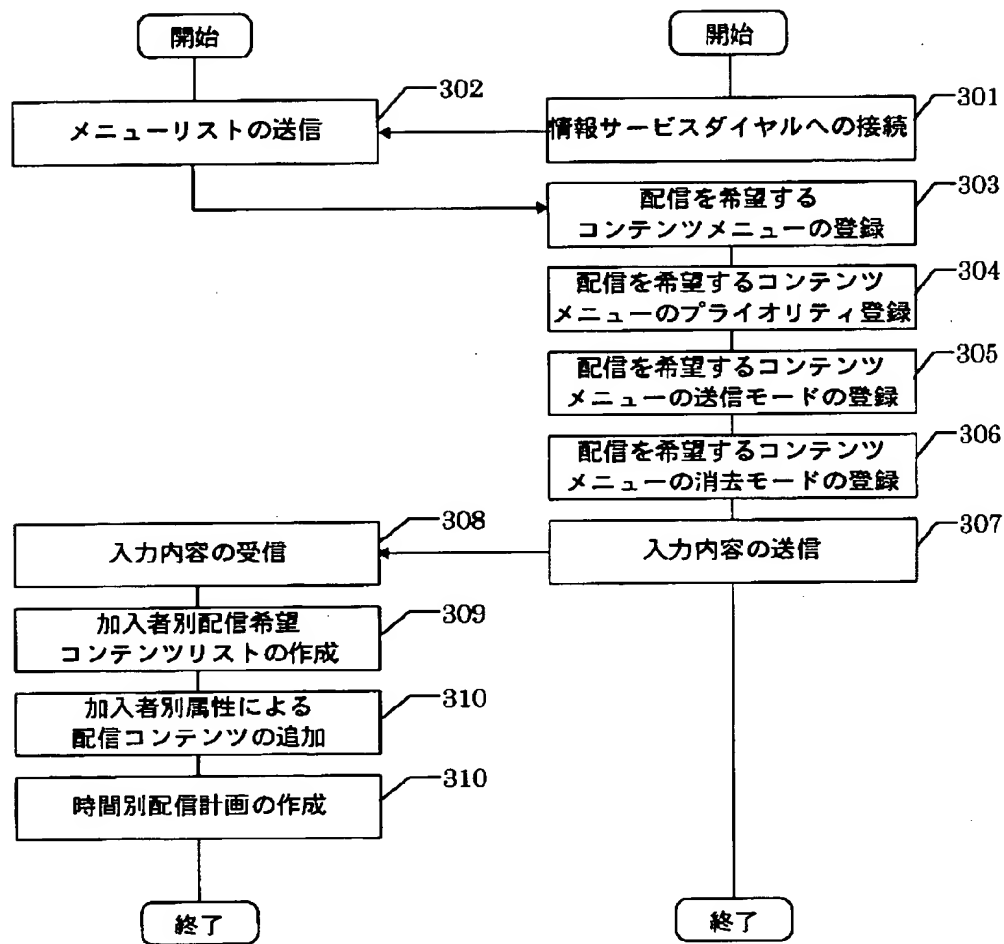 開始
開始
302
メニューリストの送信
301
情報サービスダイヤルへの接続
303
配信を希望する
コンテンツメニューの登録
304
配信を希望するコンテンツ
メニューのプライオリティ登録
305
配信を希望するコンテンツ
メニューの送信モードの登録
306
配信を希望するコンテンツ
メニューの消去モードの登録
308
入力内容の受信
307
入力内容の送信
309
加入者別配信希望
コンテンツリストの作成
310
加入者別属性による
配信コンテンツの追加
310
時間別配信計画の作成
終了
終了